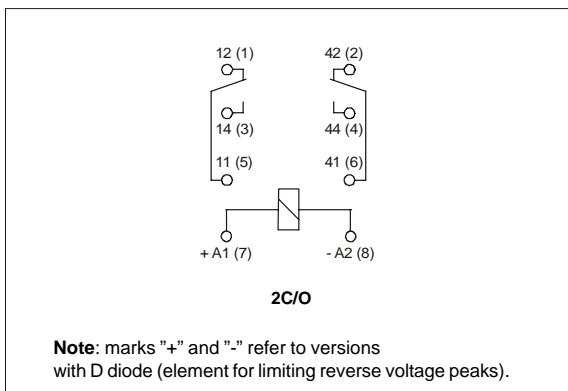 12 (1) 42 (2)
14 (3) 44 (4)
11 (5) 41 (6)
+ A1 (7) - A2 (8)
2C/O
Note: marks ”+” and ”-” refer to versions
with D diode (element for limiting reverse voltage peaks).